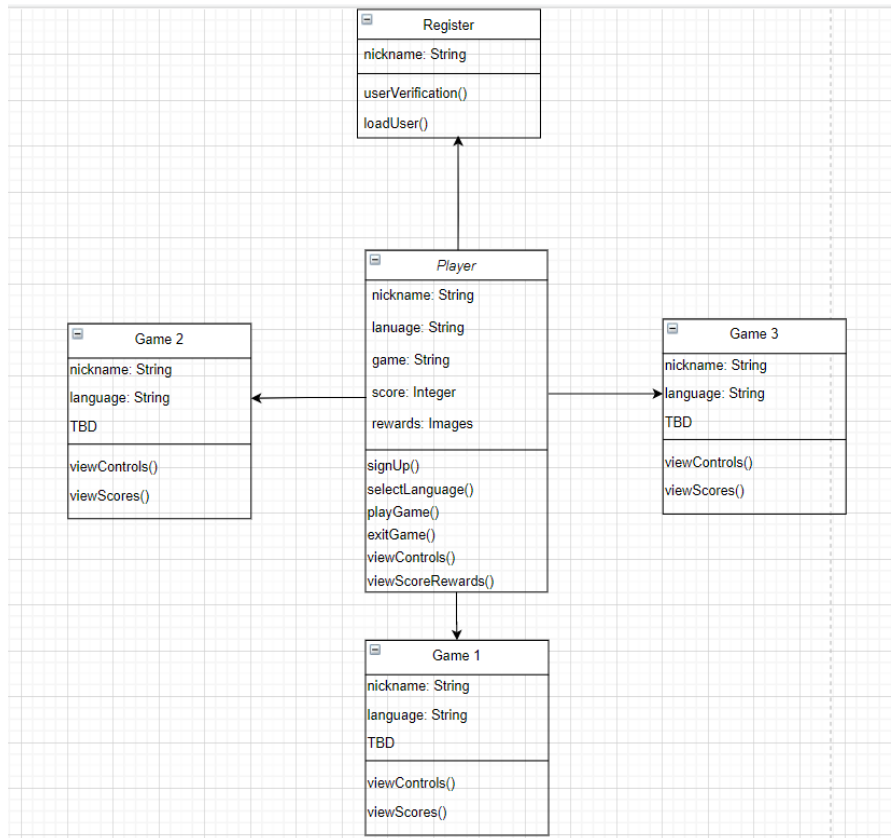 Register
nickname: String
userVerification()
loadUser()
Player
nickname: String
lanuage: String
game: String
score: Integer
rewards: Images
signUp()
selectLanguage()
playGame()
exitGame()
viewControls()
viewScoreRewards()
Game 2
nickname: String
language: String
TBD
viewControls()
viewScores()
Game 3
nickname: String
language: String
TBD
viewControls()
viewScores()
Game 1
nickname: String
language: String
TBD
viewControls()
viewScores()